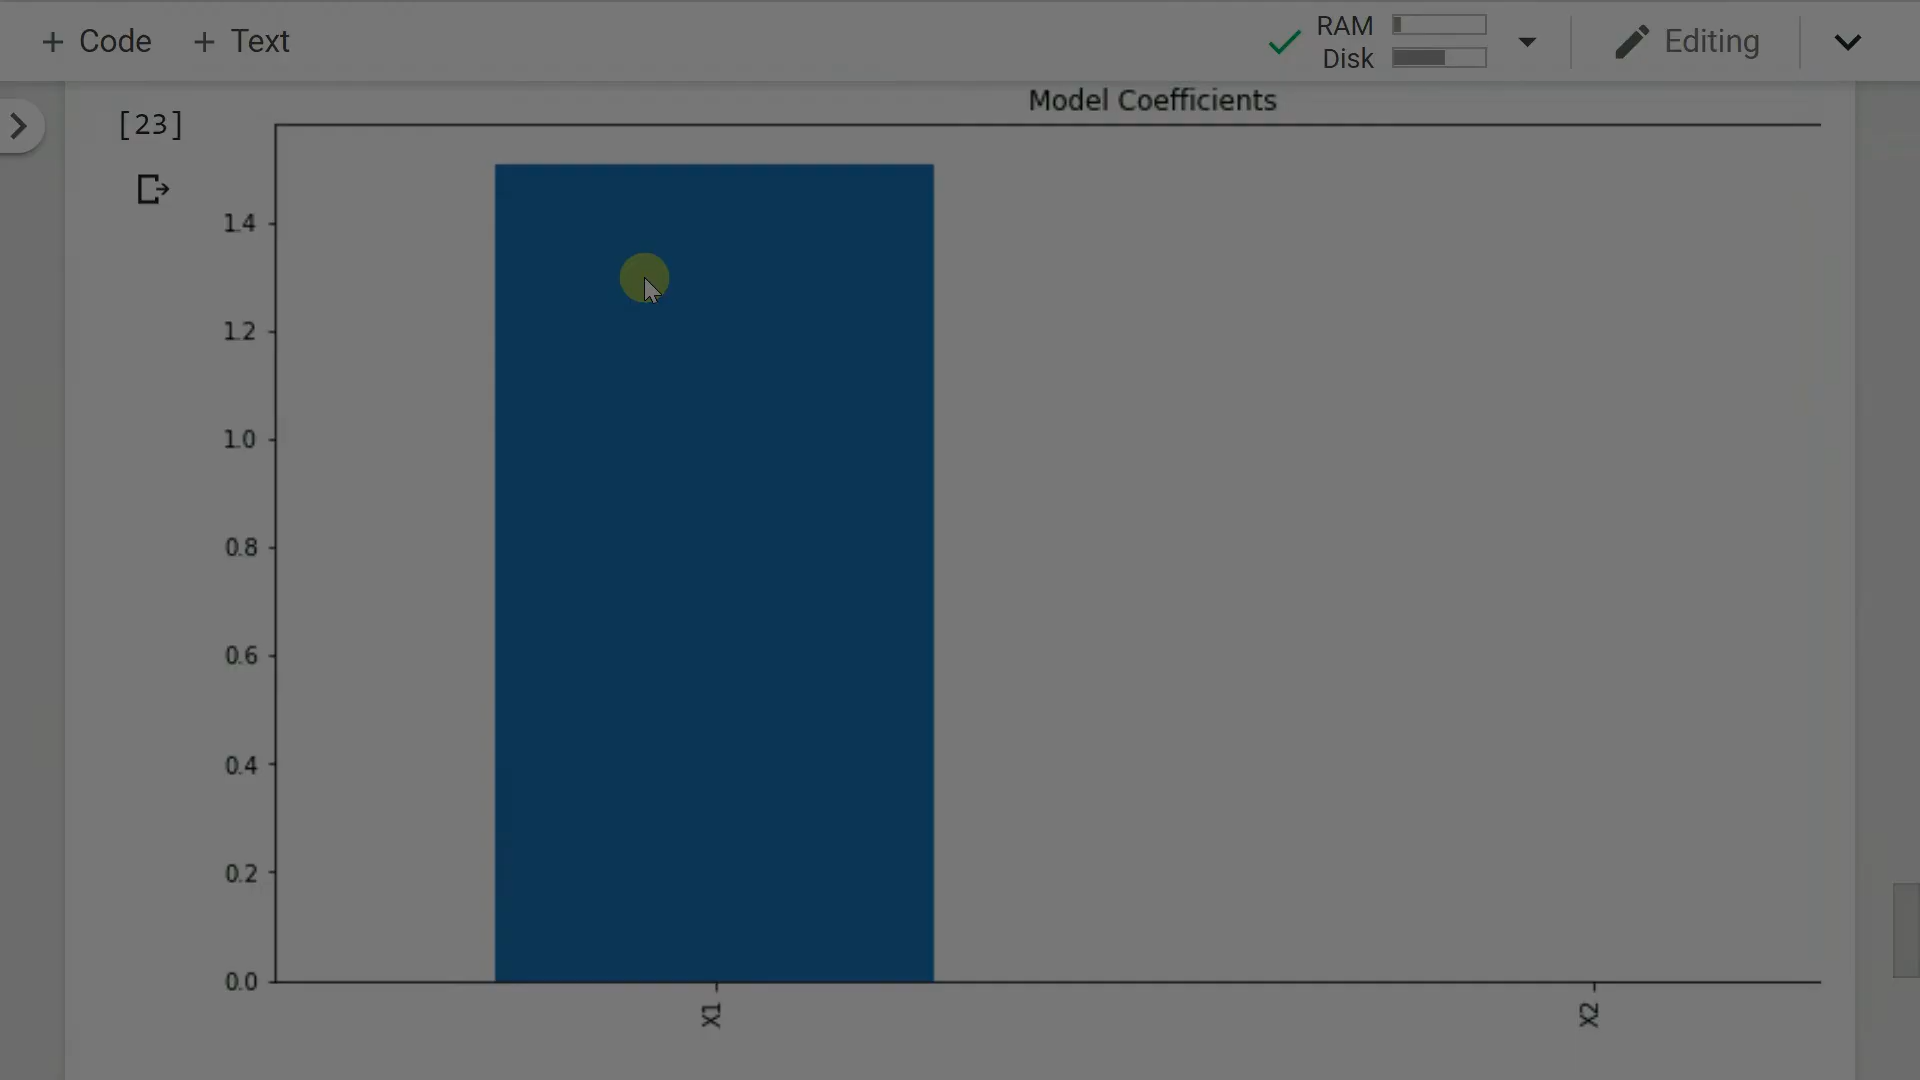 + Code + Text
RAM
Disk
Editing
Model Coefficients
[23]
1.4
1.2
1.0
0.8
0.6
0.4
0.2
0.0
X1
X2